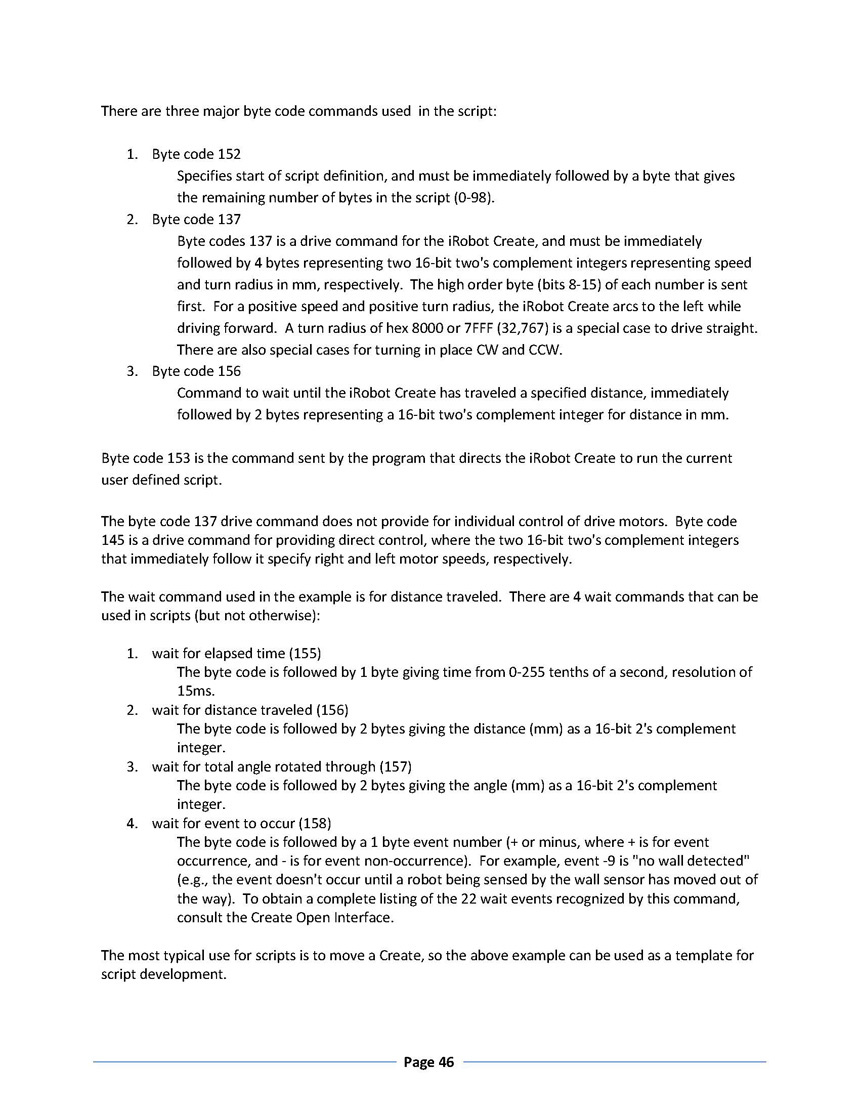 There are three major byte code commands used  in the script:
1. Byte code 152
Specifies start of script definition, and must be immediately followed by a byte that gives
the remaining number of bytes in the script (0-98).
2. Byte code 137
Byte codes 137 is a drive command for the iRobot Create, and must be immediately
followed by 4 bytes representing two 16-bit two's complement integers representing speed
and turn radius in mm, respectively.  The high order byte (bits 8-15) of each number is sent
first.  For a positive speed and positive turn radius, the iRobot Create arcs to the left while
driving forward.  A turn radius of hex 8000 or 7FFF (32,767) is a special case to drive straight.
There are also special cases for turning in place CW and CCW.
3. Byte code 156
Command to wait until the iRobot Create has traveled a specified distance, immediately
followed by 2 bytes representing a 16-bit two's complement integer for distance in mm.
Byte code 153 is the command sent by the program that directs the iRobot Create to run the current
user defined script.
The byte code 137 drive command does not provide for individual control of drive motors.  Byte code
145 is a drive command for providing direct control, where the two 16-bit two's complement integers
that immediately follow it specify right and left motor speeds, respectively.
The wait command used in the example is for distance traveled.  There are 4 wait commands that can be
used in scripts (but not otherwise):
1. wait for elapsed time (155)
The byte code is followed by 1 byte giving time from 0-255 tenths of a second, resolution of
15ms.
2. wait for distance traveled (156)
The byte code is followed by 2 bytes giving the distance (mm) as a 16-bit 2's complement
integer.
3. wait for total angle rotated through (157)
The byte code is followed by 2 bytes giving the angle (mm) as a 16-bit 2's complement
integer.
4. wait for event to occur (158)
The byte code is followed by a 1 byte event number (+ or minus, where + is for event
occurrence, and - is for event non-occurrence).  For example, event -9 is "no wall detected"
(e.g., the event doesn't occur until a robot being sensed by the wall sensor has moved out of
the way).  To obtain a complete listing of the 22 wait events recognized by this command,
consult the Create Open Interface.
The most typical use for scripts is to move a Create, so the above example can be used as a template for
script development.
Page 46